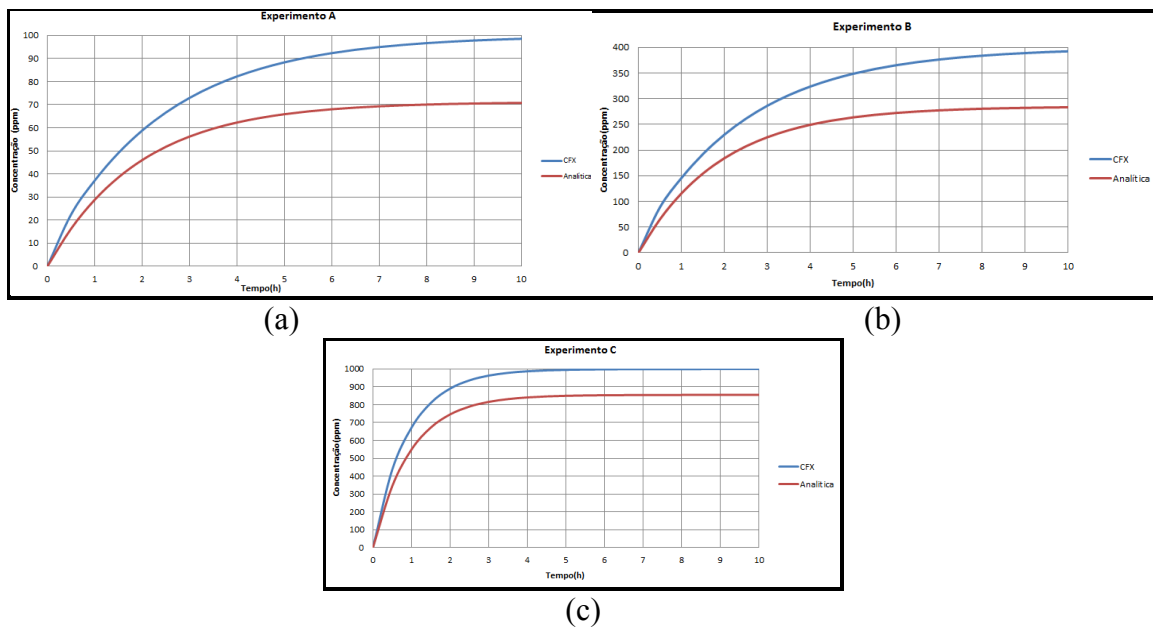 Experimento A
Concentração (ppm)
100
90
80
70
60
50
40
30
20
10
0
0 1 2 3 4 5 6 7 8 9 10
Tempo(h)
CFX
Analítica
(a)
Experimento B
Concentração(ppm)
400
350
300
250
200
150
100
50
0
0 1 2 3 4 5 6 7 8 9 10
Tempo(h)
CFX
Analítica
(b)
Experimento C
Concentração(ppm)
1000
900
800
700
600
500
400
300
200
100
0
0 1 2 3 4 5 6 7 8 9 10
Tempo(h)
CFX
Analítica
(c)